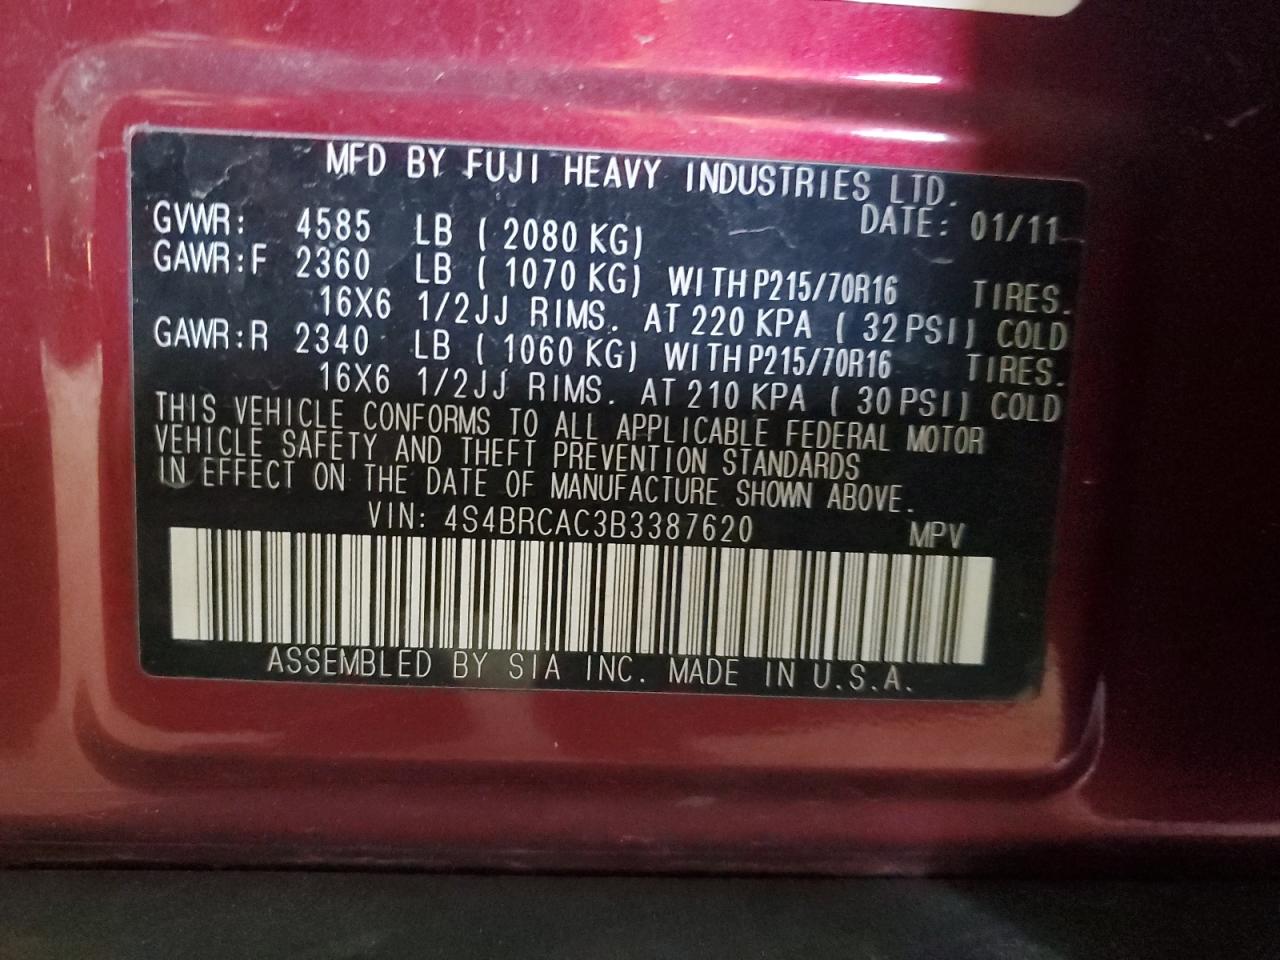 MFD BY FUJI HEAVY INDUSTRIES LTD.
DATE: 01/11
GVWR: 4585 LB ( 2080 KG)
GAWR:F 2360 LB ( 1070 KG) WITH P215/70R16 TIRES.
16X6 1/2JJ RIMS. AT 220 KPA ( 32 PSI) COLD
GAWR:R 2340 LB ( 1060 KG) WITH P215/70R16 TIRES.
16X6 1/2JJ RIMS. AT 210 KPA ( 30 PSI) COLD
THIS VEHICLE CONFORMS TO ALL APPLICABLE FEDERAL MOTOR
VEHICLE SAFETY AND THEFT PREVENTION STANDARDS
IN EFFECT ON THE DATE OF MANUFACTURE SHOWN ABOVE.
VIN: 4S4BRCAC3B3387620 MPV
ASSEMBLED BY SIA INC. MADE IN U.S.A.